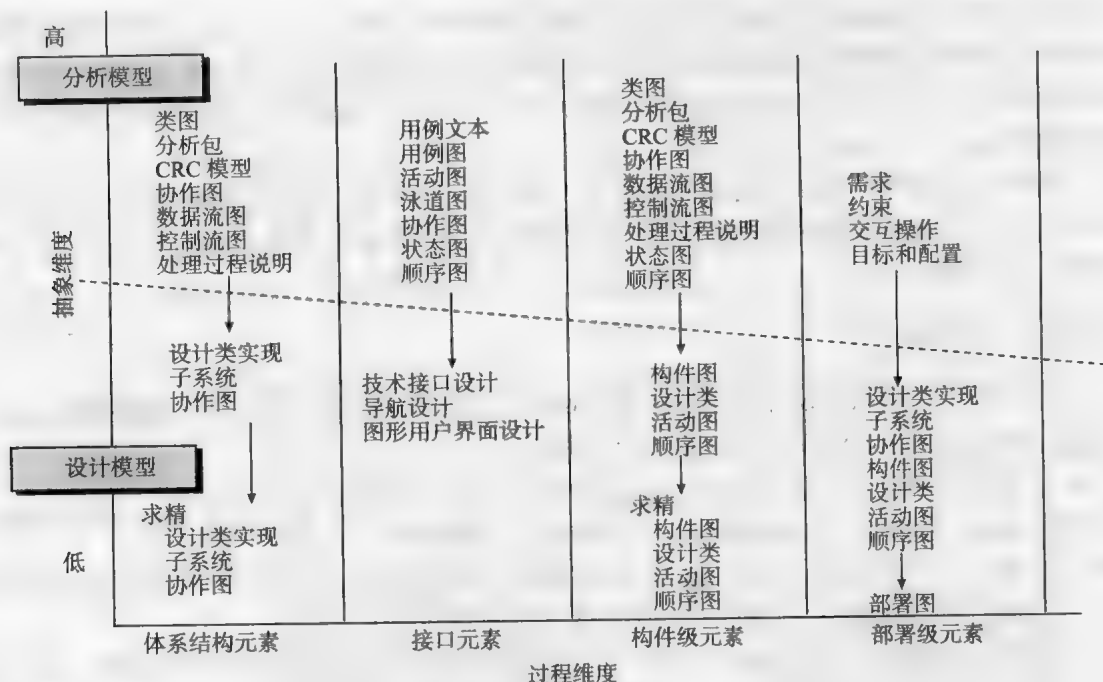 高
分析模型
抽象维度
设计模型
低
类图
分析包
CRC 模型
协作图
数据流图
控制流图
处理过程说明
设计类实现
子系统
协作图
求精
设计类实现
子系统
协作图
体系结构元素
用例文本
用例图
活动图
泳道图
协作图
状态图
顺序图
技术接口设计
导航设计
图形用户界面设计
接口元素
类图
分析包
CRC 模型
协作图
数据流图
控制流图
处理过程说明
状态图
顺序图
构件图
设计类
活动图
顺序图
求精
构件图
设计类
活动图
顺序图
构件级元素
需求
约束
交互操作
目标和配置
设计类实现
子系统
协作图
构件图
设计类
活动图
顺序图
部署图
部署级元素
过程维度